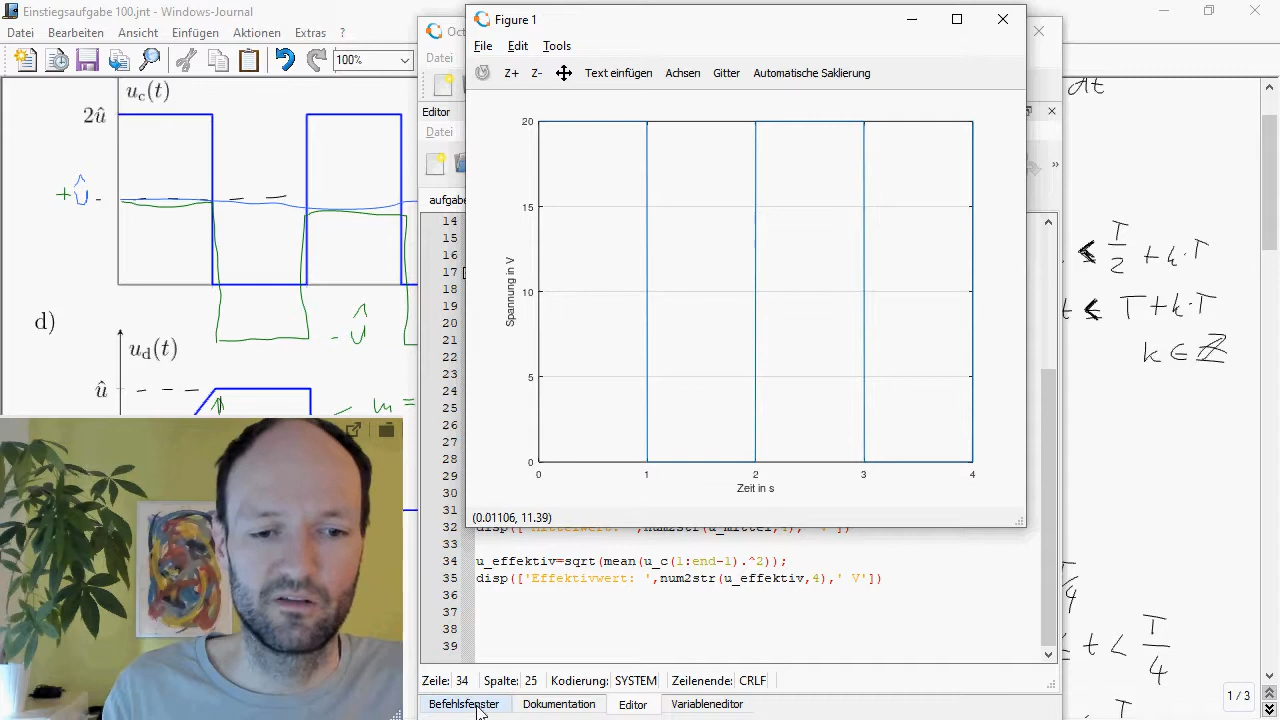 Einstiegsaufgabe 100.jnt - Windows-Journal
Datei Bearbeiten Ansicht Einfügen Aktionen Extras ?
100%
u_c(t)
2û
+û -
- û
d)
u_d(t)
û
m =
Oct
Datei
Editor
Datei
»
aufgabe
14
15
16
17
18
19
20
21
22
23
24
25
26
27
28
29
30
31
32
33
34 u_effektiv=sqrt(mean(u_c(1:end-1).^2));
35 disp(['Effektivwert: ',num2str(u_effektiv,4),' V'])
36
37
38
39
Zeile: 34 Spalte: 25 Kodierung: SYSTEM Zeilenende: CRLF
Befehlsfenster Dokumentation Editor Variableneditor
Figure 1
File Edit Tools
Z+ Z- Text einfügen Achsen Gitter Automatische Saklierung
20
15
10
5
0
Spannung in V
0 1 2 3 4
Zeit in s
(0.01106, 11.39)
dt
≤ T/2 + k·T
t ≤ T + k·T
k ∈ ℤ
≤ t < T/4
1 / 3